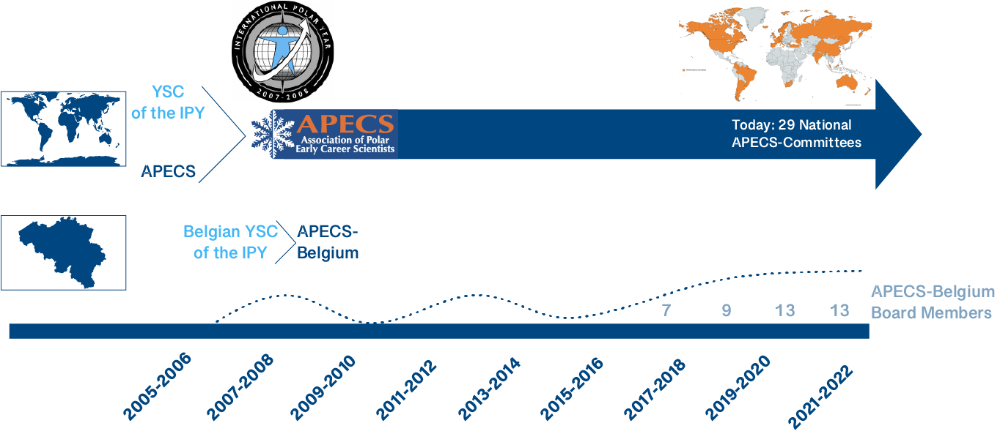 INTERNATIONAL POLAR YEAR
2007-2008
YSC
of the IPY
APECS
APECS
Association of Polar
Early Career Scientists
Today: 29 National
APECS-Committees
Belgian YSC
of the IPY
APECS-
Belgium
7
9
13
13
APECS-Belgium
Board Members
2005-2006
2007-2008
2009-2010
2011-2012
2013-2014
2015-2016
2017-2018
2019-2020
2021-2022